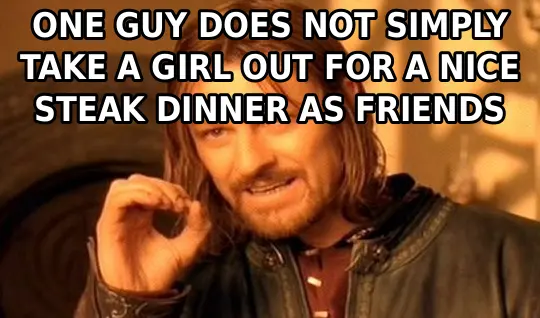 ONE GUY DOES NOT SIMPLY
TAKE A GIRL OUT FOR A NICE
STEAK DINNER AS FRIENDS